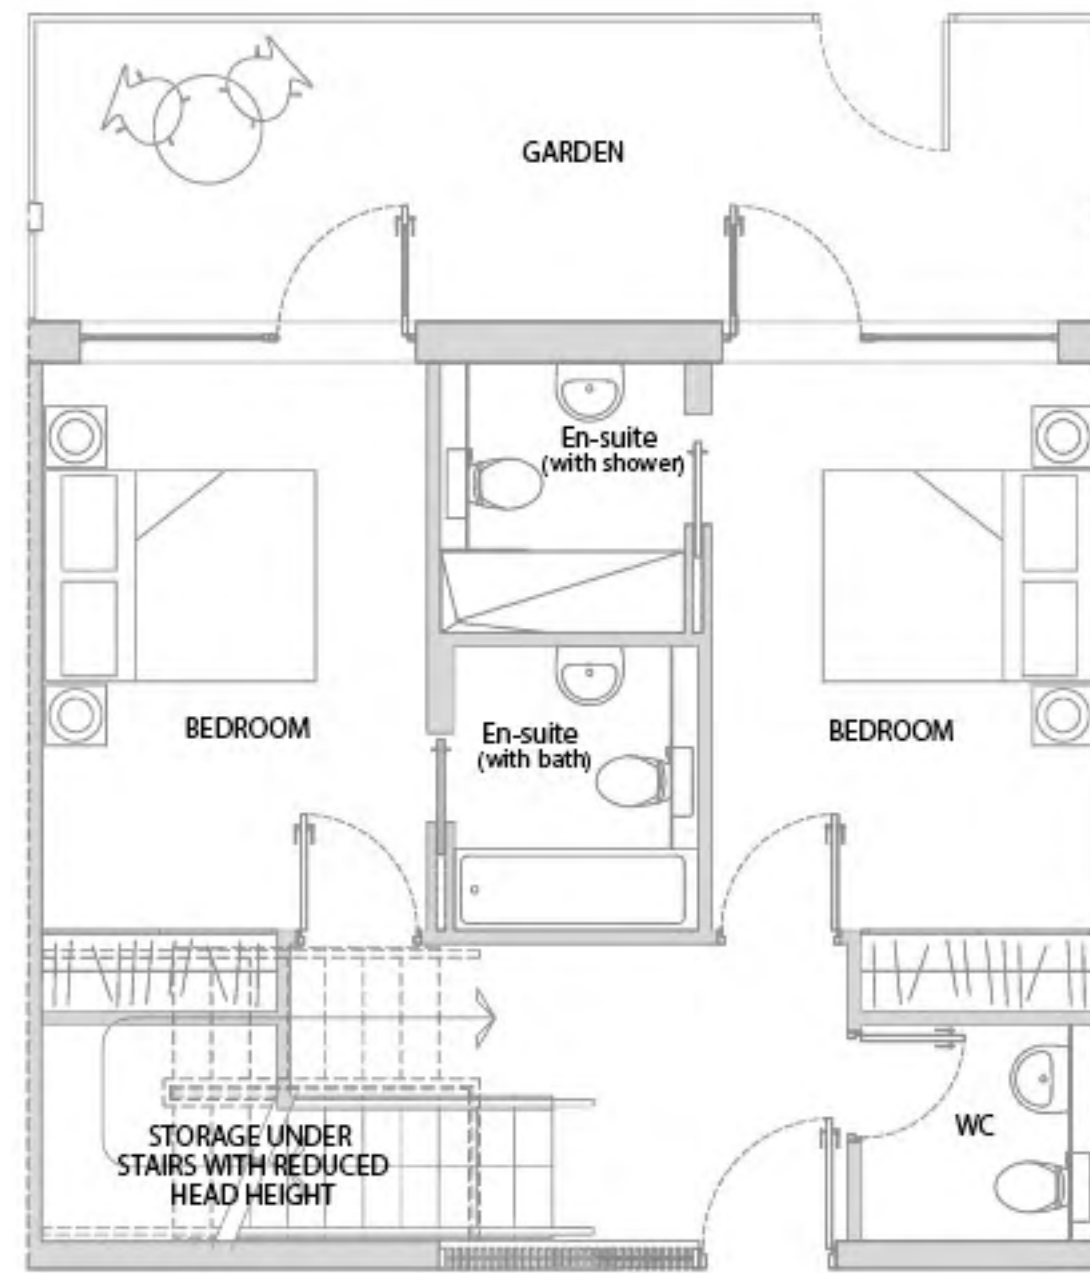 GARDEN
En-suite
(with shower)
BEDROOM
En-suite
(with bath)
BEDROOM
STORAGE UNDER
STAIRS WITH REDUCED
HEAD HEIGHT
WC